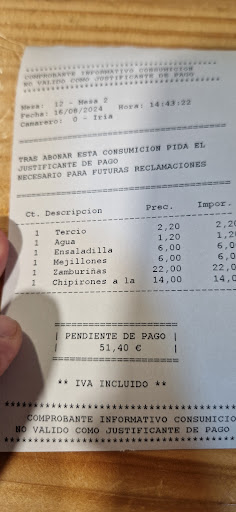 *********************************
COMPROBANTE INFORMATIVO CONSUMICION
NO VALIDO COMO JUSTIFICANTE DE PAGO
*********************************
Mesa: 12 - Mesa 2
Fecha: 16/09/2024 Hora: 14:43:22
Camarero: 0 - Iria
=================================
TRAS ABONAR ESTA CONSUMICION PIDA EL
JUSTIFICANTE DE PAGO
NECESARIO PARA FUTURAS RECLAMACIONES
=================================
Ct. Descripcion Prec. Impor.
---------------------------------
1 Tercio 2,20 2,20
1 Agua 1,20 1,20
1 Ensaladilla 6,00 6,00
1 Mejillones 6,00 6,00
1 Zamburiñas 22,00 22,0
1 Chipirones a la 14,00 14,0
=====================
| PENDIENTE DE PAGO |
| 51,40 € |
=====================
** IVA INCLUIDO **
*********************************
COMPROBANTE INFORMATIVO CONSUMICIO
NO VALIDO COMO JUSTIFICANTE DE PAGO
*********************************